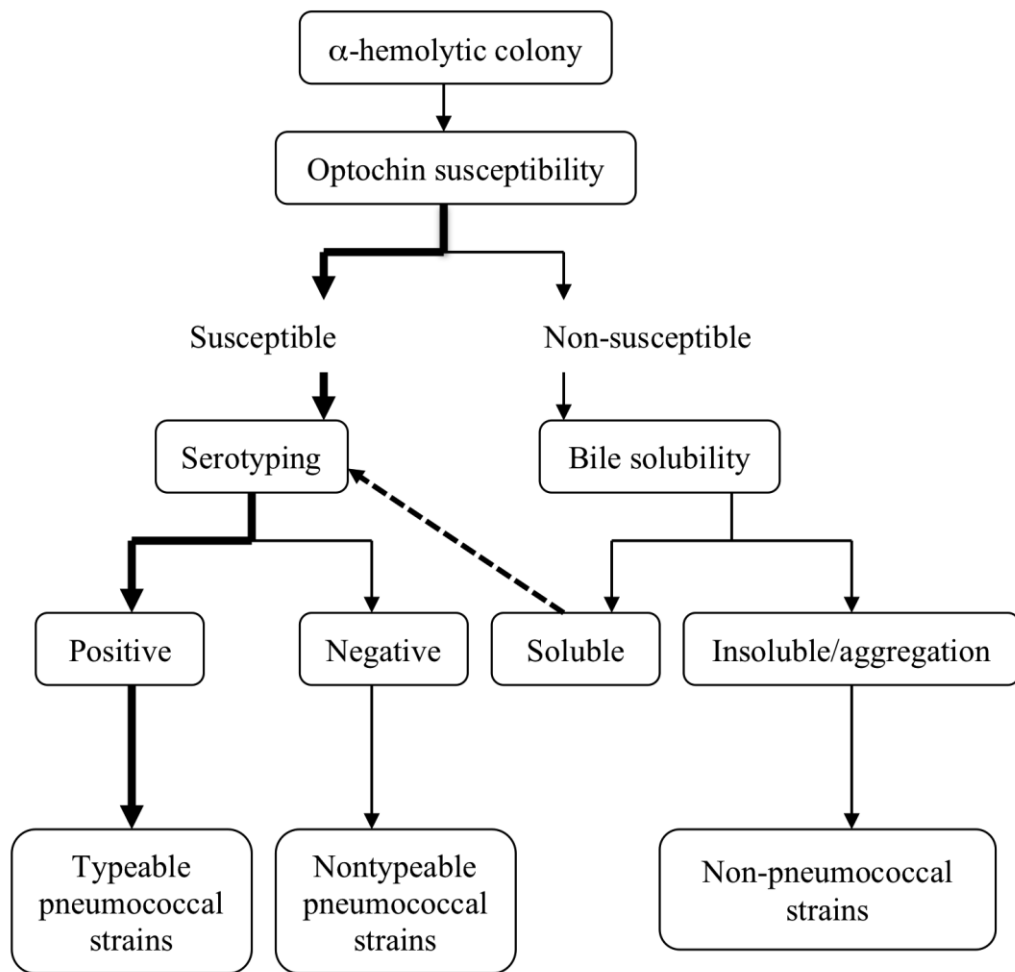 α-hemolytic colony
Optochin susceptibility
Susceptible
Non-susceptible
Serotyping
Bile solubility
Positive
Negative
Soluble
Insoluble/aggregation
Typeable
pneumococcal
strains
Nontypeable
pneumococcal
strains
Non-pneumococcal
strains